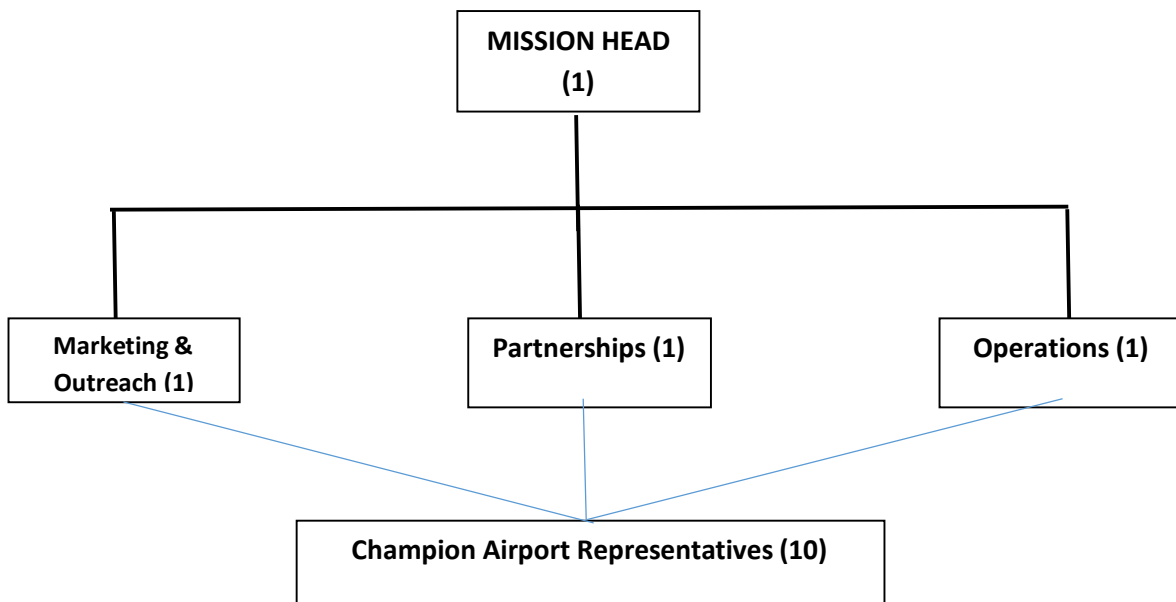 MISSION HEAD
(1)
Marketing &
Outreach (1)
Partnerships (1)
Operations (1)
Champion Airport Representatives (10)